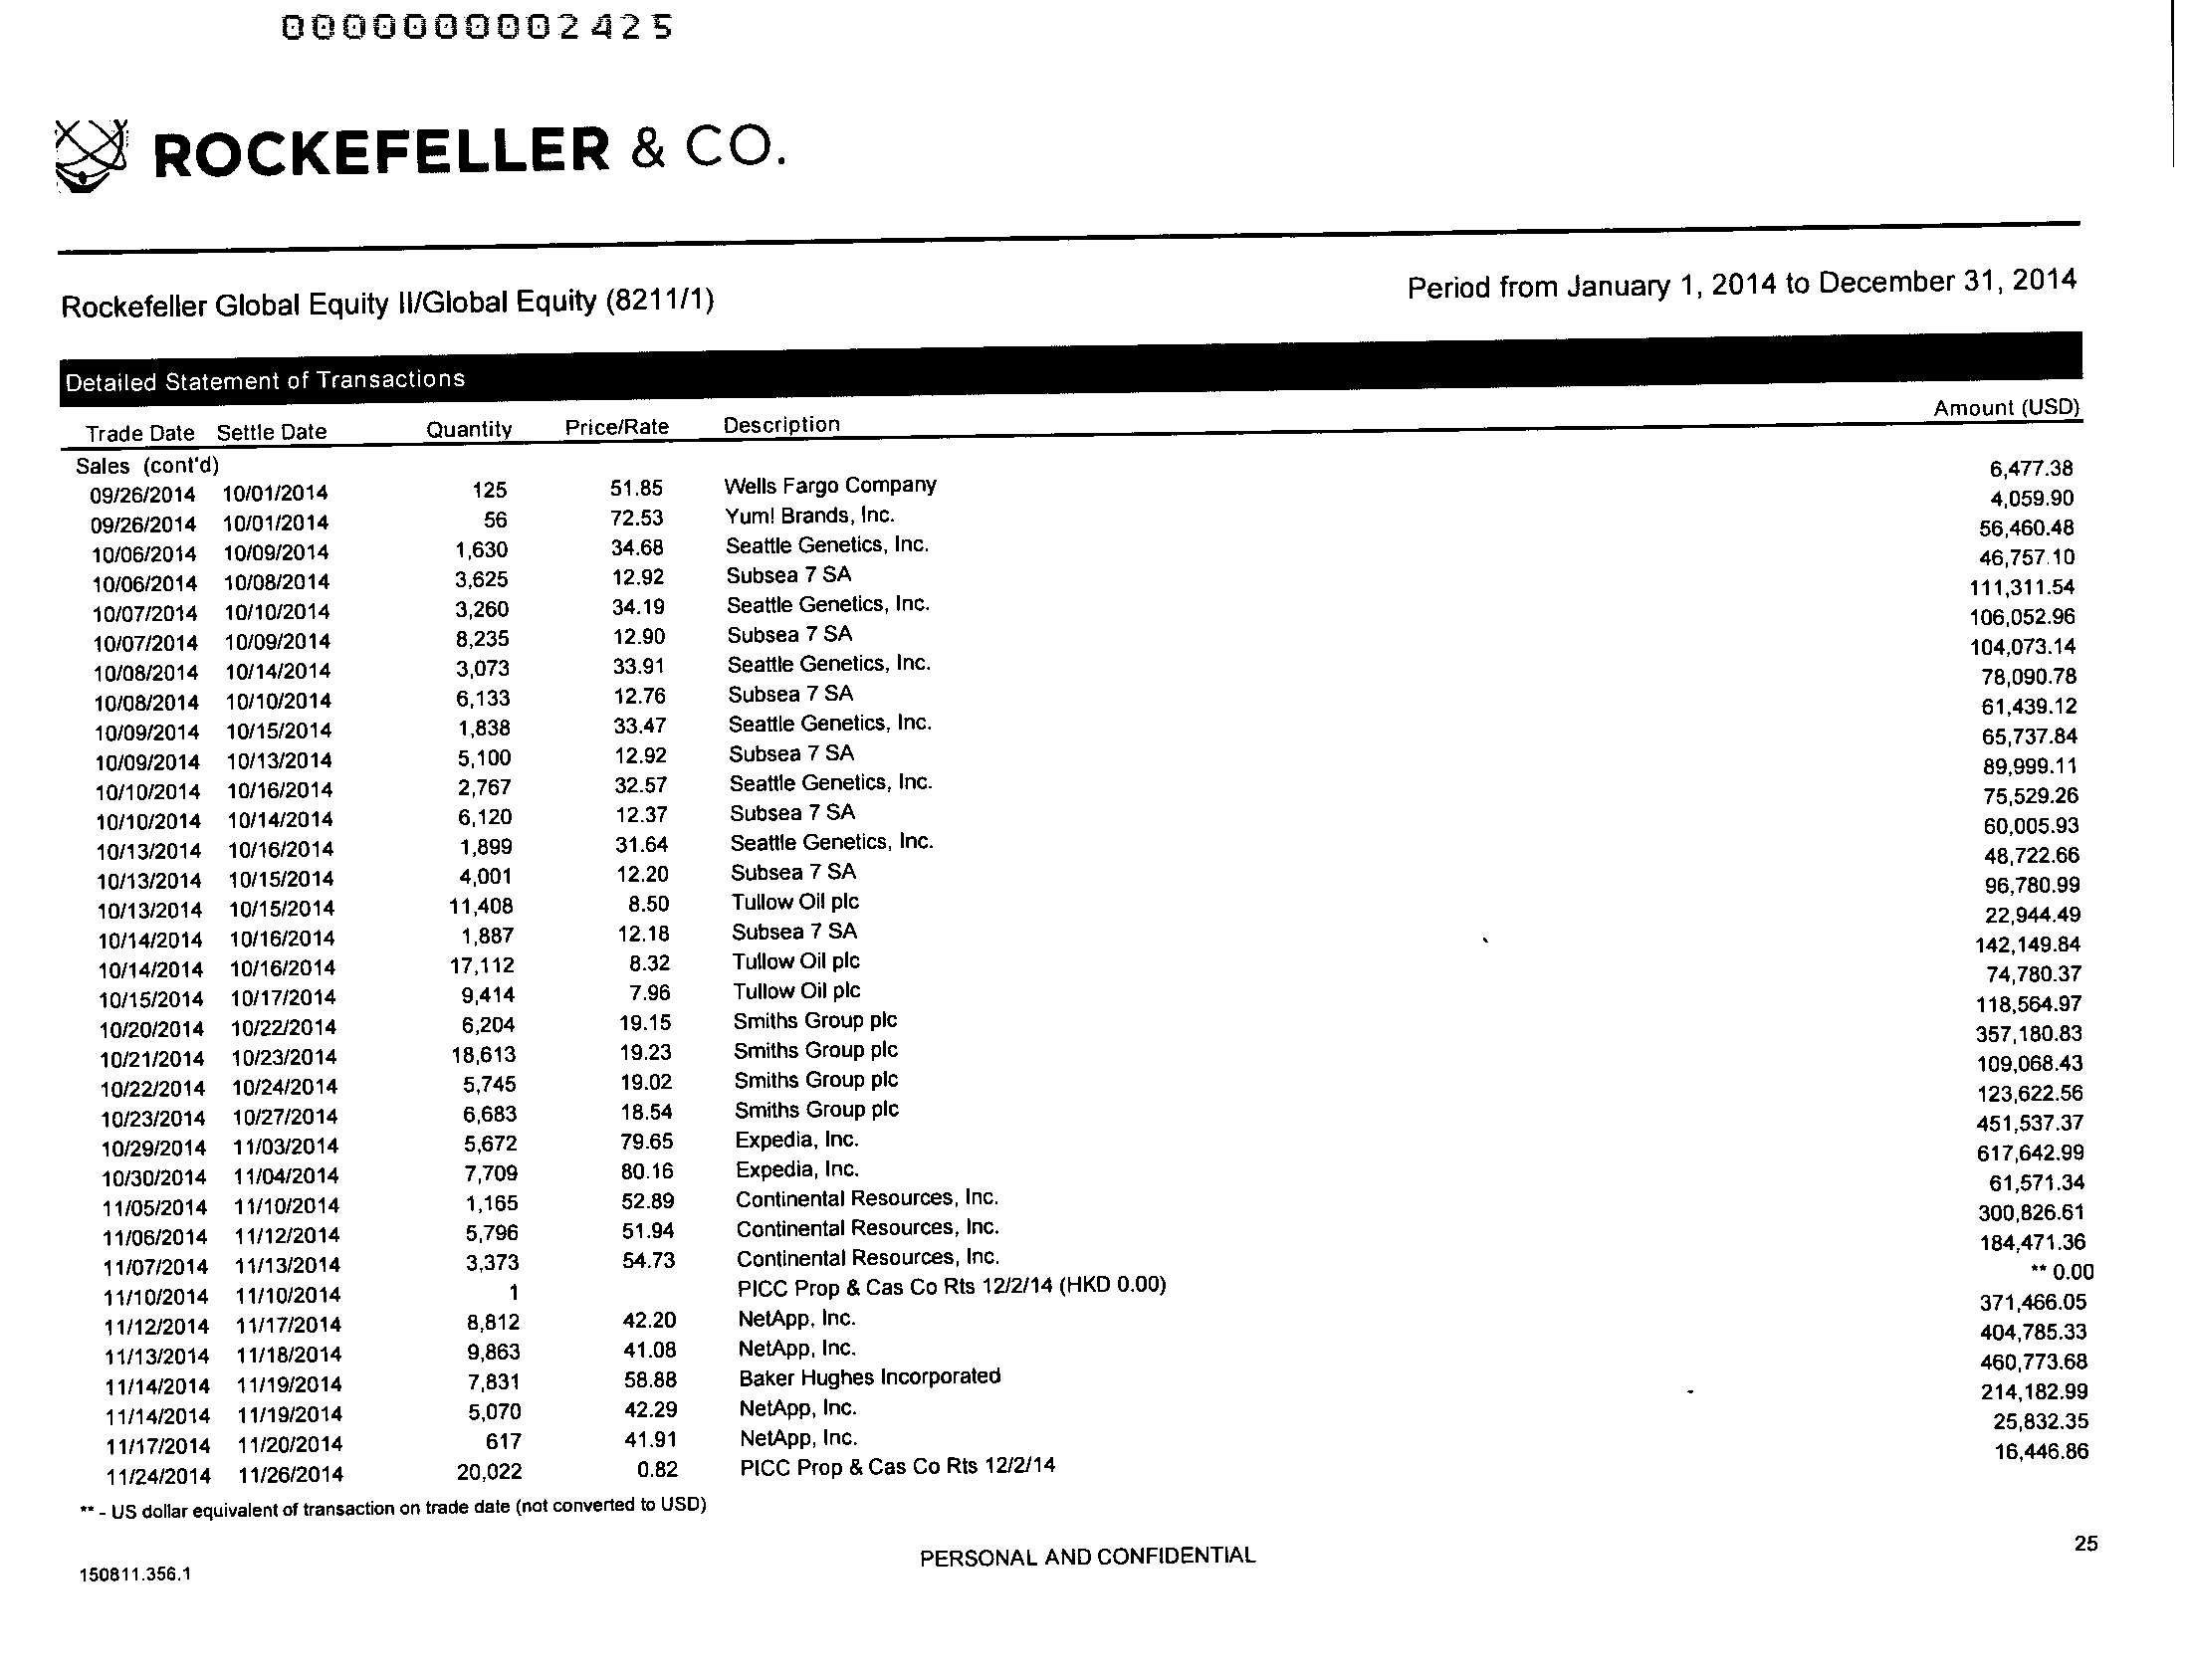 0000000002425
ROCKEFELLER & CO.
Rockefeller Global Equity II/Global Equity (8211/1) Period from January 1, 2014 to December 31, 2014
Detailed Statement of Transactions
Trade Date Settle Date Quantity Price/Rate Description Amount (USD)
Sales (cont'd)
09/26/2014 10/01/2014 125 51.85 Wells Fargo Company 6,477.38
09/26/2014 10/01/2014 56 72.53 Yum! Brands, Inc. 4,059.90
10/06/2014 10/09/2014 1,630 34.68 Seattle Genetics, Inc. 56,460.48
10/06/2014 10/08/2014 3,625 12.92 Subsea 7 SA 46,757.10
10/07/2014 10/10/2014 3,260 34.19 Seattle Genetics, Inc. 111,311.54
10/07/2014 10/09/2014 8,235 12.90 Subsea 7 SA 106,052.96
10/08/2014 10/14/2014 3,073 33.91 Seattle Genetics, Inc. 104,073.14
10/08/2014 10/10/2014 6,133 12.76 Subsea 7 SA 78,090.78
10/09/2014 10/15/2014 1,838 33.47 Seattle Genetics, Inc. 61,439.12
10/09/2014 10/13/2014 5,100 12.92 Subsea 7 SA 65,737.84
10/10/2014 10/16/2014 2,767 32.57 Seattle Genetics, Inc. 89,999.11
10/10/2014 10/14/2014 6,120 12.37 Subsea 7 SA 75,529.26
10/13/2014 10/16/2014 1,899 31.64 Seattle Genetics, Inc. 60,005.93
10/13/2014 10/15/2014 4,001 12.20 Subsea 7 SA 48,722.66
10/13/2014 10/15/2014 11,408 8.50 Tullow Oil plc 96,780.99
10/14/2014 10/16/2014 1,887 12.18 Subsea 7 SA 22,944.49
10/14/2014 10/16/2014 17,112 8.32 Tullow Oil plc 142,149.84
10/15/2014 10/17/2014 9,414 7.96 Tullow Oil plc 74,780.37
10/20/2014 10/22/2014 6,204 19.15 Smiths Group plc 118,564.97
10/21/2014 10/23/2014 18,613 19.23 Smiths Group plc 357,180.83
10/22/2014 10/24/2014 5,745 19.02 Smiths Group plc 109,068.43
10/23/2014 10/27/2014 6,683 18.54 Smiths Group plc 123,622.56
10/29/2014 11/03/2014 5,672 79.65 Expedia, Inc. 451,537.37
10/30/2014 11/04/2014 7,709 80.16 Expedia, Inc. 617,642.99
11/05/2014 11/10/2014 1,165 52.89 Continental Resources, Inc. 61,571.34
11/06/2014 11/12/2014 5,796 51.94 Continental Resources, Inc. 300,826.61
11/07/2014 11/13/2014 3,373 54.73 Continental Resources, Inc. 184,471.36
11/10/2014 11/10/2014 1 PICC Prop & Cas Co Rts 12/2/14 (HKD 0.00) ** 0.00
11/12/2014 11/17/2014 8,812 42.20 NetApp, Inc. 371,466.05
11/13/2014 11/18/2014 9,863 41.08 NetApp, Inc. 404,785.33
11/14/2014 11/19/2014 7,831 58.88 Baker Hughes Incorporated 460,773.68
11/14/2014 11/19/2014 5,070 42.29 NetApp, Inc. 214,182.99
11/17/2014 11/20/2014 617 41.91 NetApp, Inc. 25,832.35
11/24/2014 11/26/2014 20,022 0.82 PICC Prop & Cas Co Rts 12/2/14 16,446.86
** - US dollar equivalent of transaction on trade date (not converted to USD)
25
PERSONAL AND CONFIDENTIAL
150811.356.1